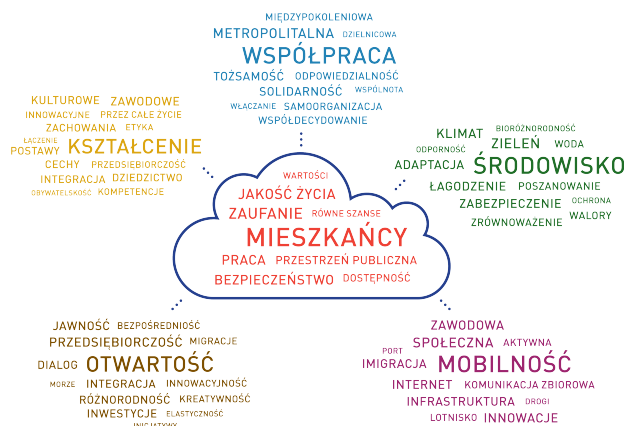 MIĘDZYPOKOLENIOWA
METROPOLITALNA DZIELNICOWA
WSPÓŁPRACA
TOŻSAMOŚĆ ODPOWIEDZIALNOŚĆ
SOLIDARNOŚĆ WSPÓLNOTA
WŁĄCZANIE SAMOORGANIZACJA
WSPÓŁDECYDOWANIE
KULTUROWE ZAWODOWE
INNOWACYJNE PRZEZ CAŁE ŻYCIE
ZACHOWANIA ETYKA
ŁĄCZENIE
POSTAWY KSZTAŁCENIE
CECHY PRZEDSIĘBIORCZOŚĆ
INTEGRACJA DZIEDZICTWO
OBYWATELSKOŚĆ KOMPETENCJE
KLIMAT BIORÓŻNORODNOŚĆ
ODPORNOŚĆ ZIELEŃ WODA
ADAPTACJA ŚRODOWISKO
ŁAGODZENIE POSZANOWANIE
ZABEZPIECZENIE OCHRONA
ZRÓWNOWAŻENIE WALORY
WARTOŚCI
JAKOŚĆ ŻYCIA
ZAUFANIE RÓWNE SZANSE
MIESZKAŃCY
PRACA PRZESTRZEŃ PUBLICZNA
BEZPIECZEŃSTWO DOSTĘPNOŚĆ
JAWNOŚĆ BEZPOŚREDNIOŚĆ
PRZEDSIĘBIORCZOŚĆ MIGRACJE
DIALOG OTWARTOŚĆ
MORZE INTEGRACJA INNOWACYJNOŚĆ
RÓŻNORODNOŚĆ KREATYWNOŚĆ
INWESTYCJE ELASTYCZNOŚĆ
INICJATYWY
ZAWODOWA
SPOŁECZNA AKTYWNA
PORT
IMIGRACJA MOBILNOŚĆ
INTERNET KOMUNIKACJA ZBIOROWA
INFRASTRUKTURA DROGI
LOTNISKO INNOWACJE